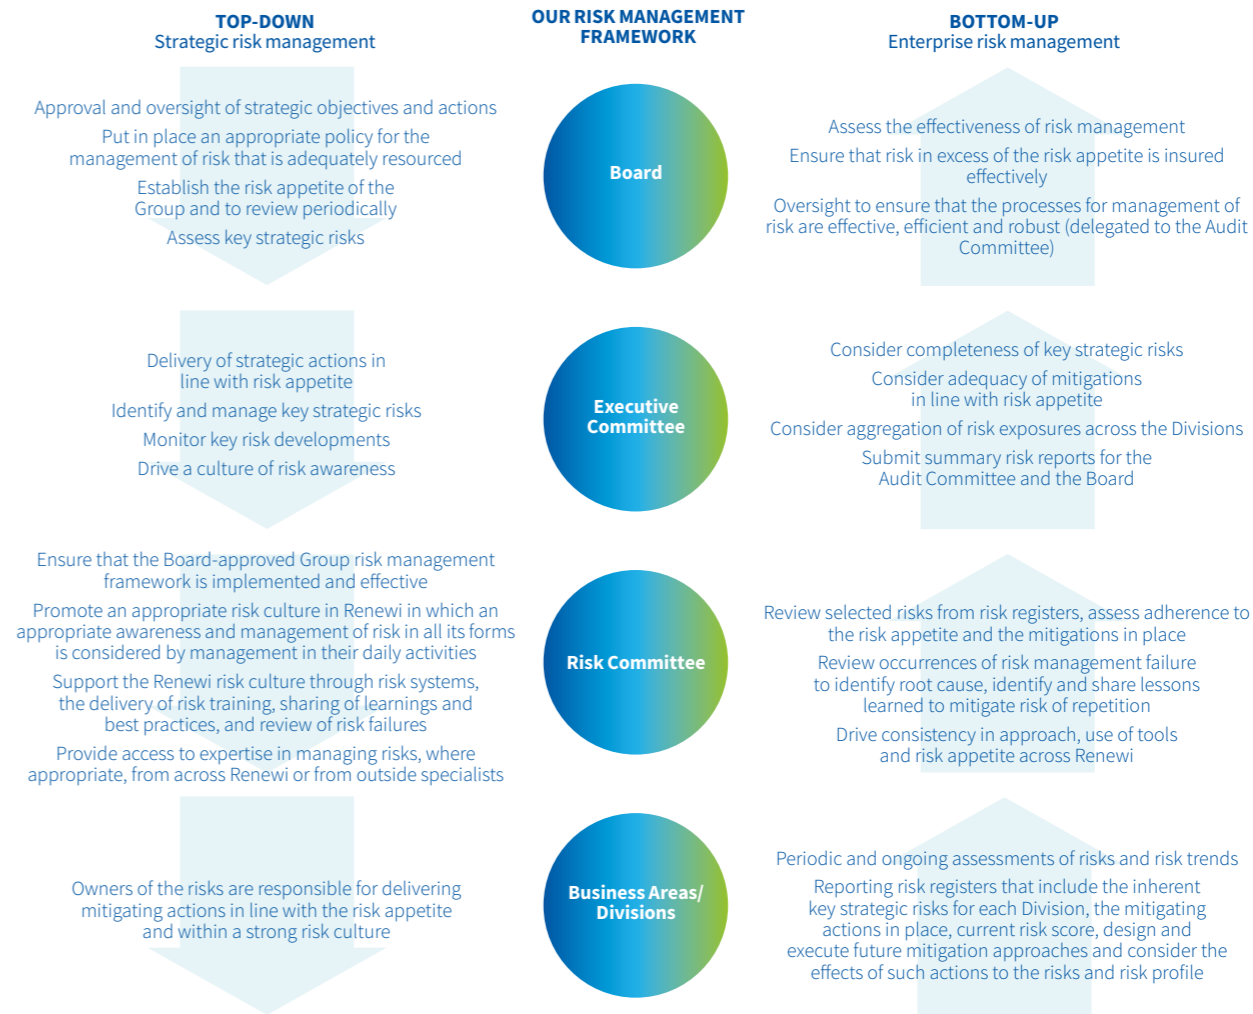 TOP-DOWN
Strategic risk management
OUR RISK MANAGEMENT
FRAMEWORK
BOTTOM-UP
Enterprise risk management
Approval and oversight of strategic objectives and actions
Put in place an appropriate policy for the
management of risk that is adequately resourced
Establish the risk appetite of the
Group and to review periodically
Assess key strategic risks
Board
Assess the effectiveness of risk management
Ensure that risk in excess of the risk appetite is insured
effectively
Oversight to ensure that the processes for management of
risk are effective, efficient and robust (delegated to the Audit
Committee)
Delivery of strategic actions in
line with risk appetite
Identify and manage key strategic risks
Monitor key risk developments
Drive a culture of risk awareness
Executive
Committee
Consider completeness of key strategic risks
Consider adequacy of mitigations
in line with risk appetite
Consider aggregation of risk exposures across the Divisions
Submit summary risk reports for the
Audit Committee and the Board
Ensure that the Board-approved Group risk management
framework is implemented and effective
Promote an appropriate risk culture in Renewi in which an
appropriate awareness and management of risk in all its forms
is considered by management in their daily activities
Support the Renewi risk culture through risk systems,
the delivery of risk training, sharing of learnings and
best practices, and review of risk failures
Provide access to expertise in managing risks, where
appropriate, from across Renewi or from outside specialists
Risk Committee
Review selected risks from risk registers, assess adherence to
the risk appetite and the mitigations in place
Review occurrences of risk management failure
to identify root cause, identify and share lessons
learned to mitigate risk of repetition
Drive consistency in approach, use of tools
and risk appetite across Renewi
Owners of the risks are responsible for delivering
mitigating actions in line with the risk appetite
and within a strong risk culture
Business Areas/
Divisions
Periodic and ongoing assessments of risks and risk trends
Reporting risk registers that include the inherent
key strategic risks for each Division, the mitigating
actions in place, current risk score, design and
execute future mitigation approaches and consider the
effects of such actions to the risks and risk profile